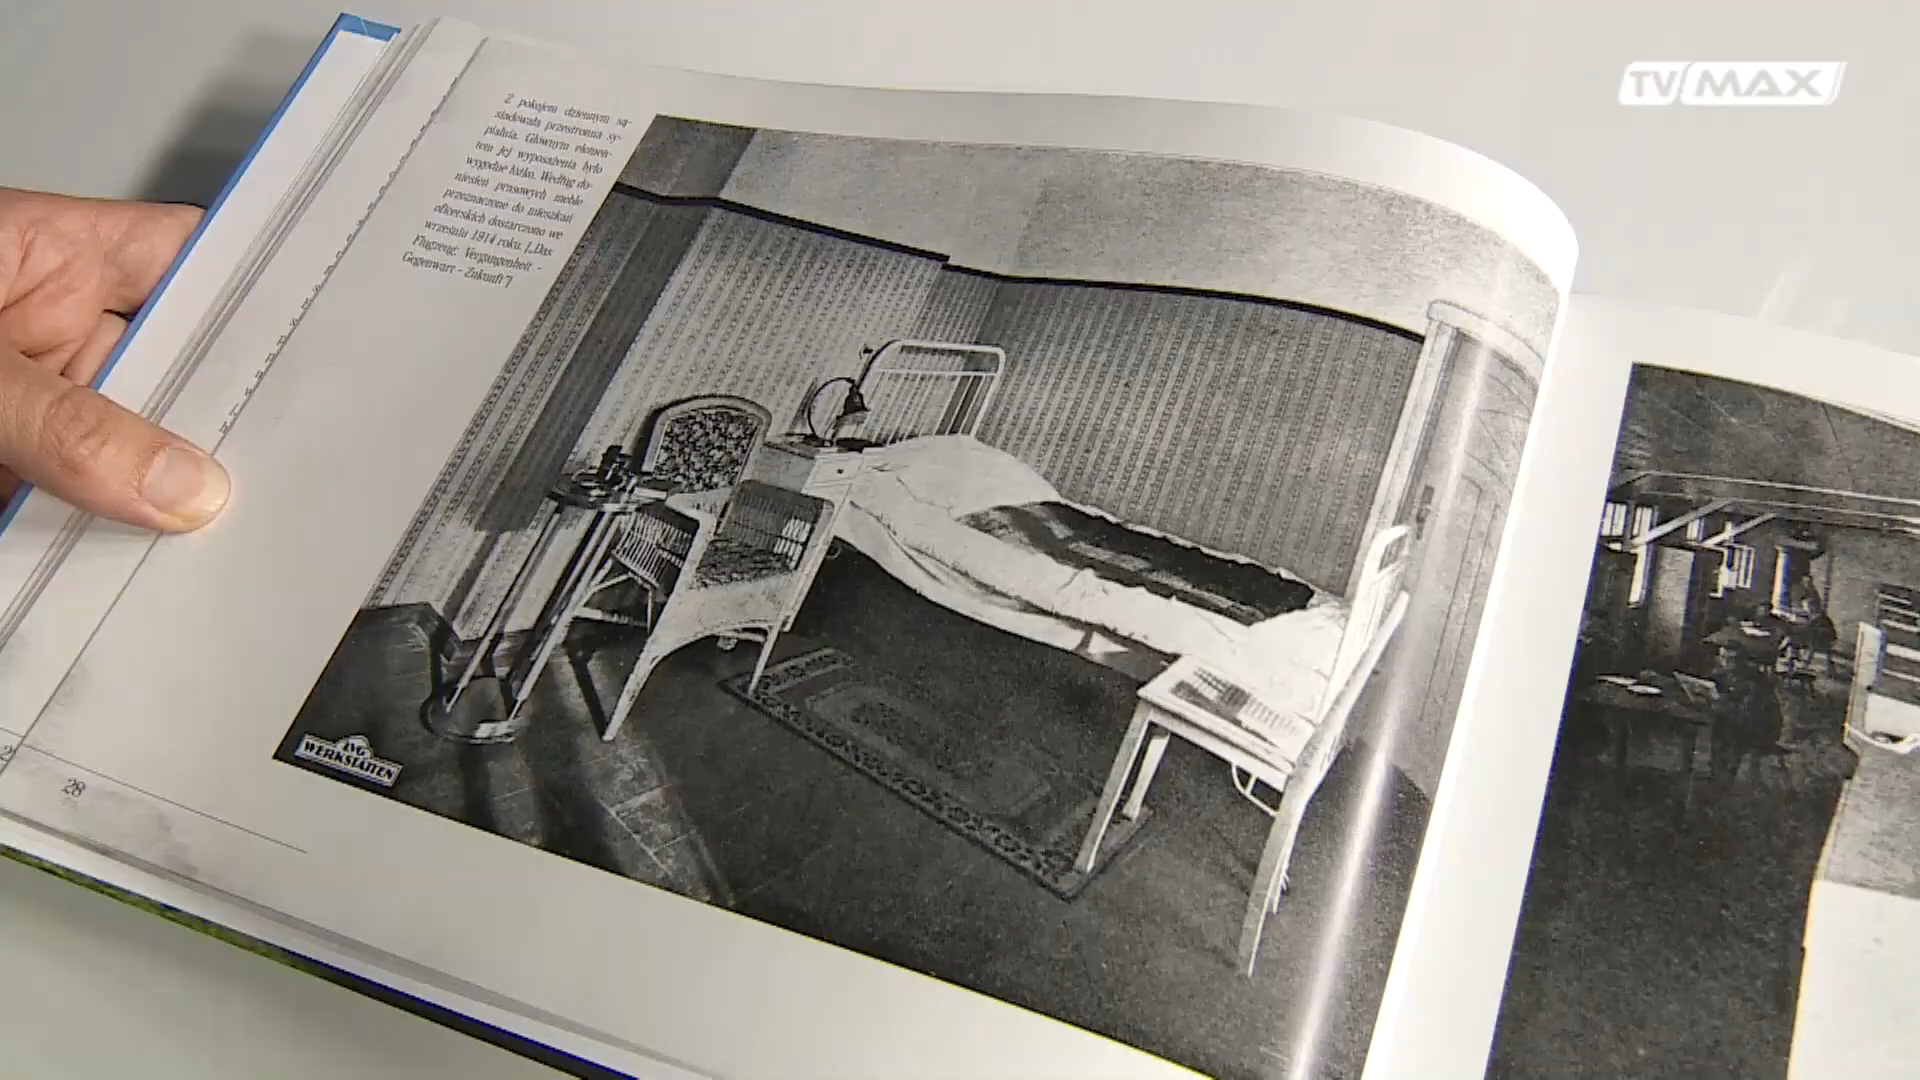 TV MAX
Z pokojem dziennym są-
siadowała przestronna sy-
pialnia. Głównym elemen-
tem jej wyposażenia było
wygodne łóżko. Według do-
niesień prasowych meble
przeznaczone do mieszkań
oficerskich dostarczono we
wrześniu 1914 roku. [„Das
Flugzeug: Vergangenheit -
Gegenwart - Zukunft"]
LVG
WERKSTÄTTEN
28